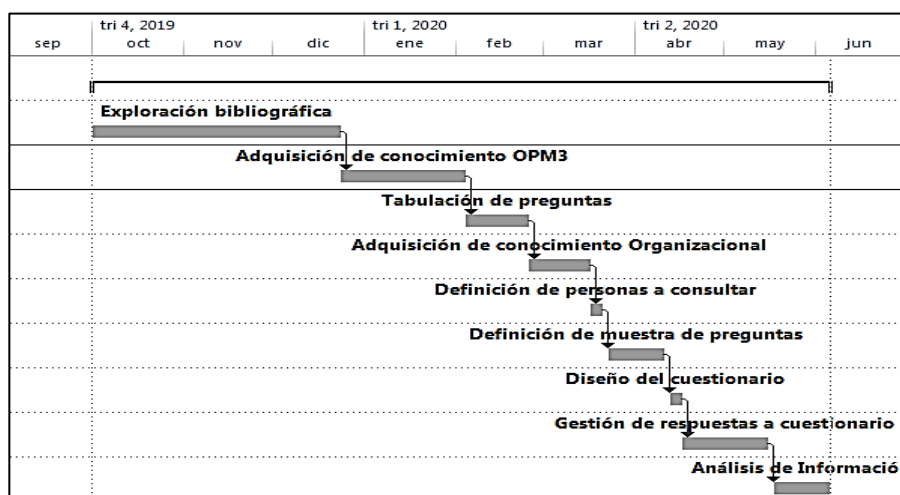 tri 4, 2019 tri 1, 2020 tri 2, 2020
sep oct nov dic ene feb mar abr may jun
Exploración bibliográfica
Adquisición de conocimiento OPM3
Tabulación de preguntas
Adquisición de conocimiento Organizacional
Definición de personas a consultar
Definición de muestra de preguntas
Diseño del cuestionario
Gestión de respuestas a cuestionario
Análisis de Informació